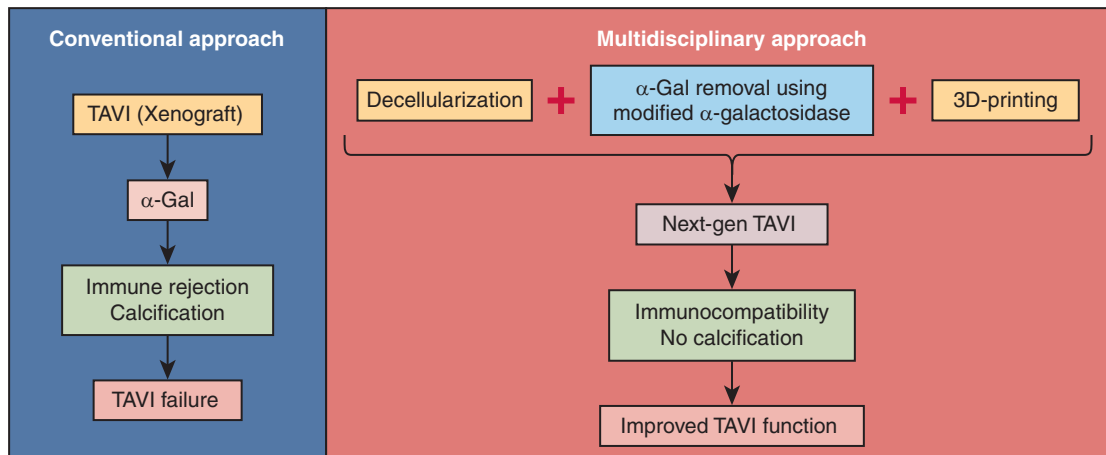 Conventional approach
TAVI (Xenograft)
α-Gal
Immune rejection
Calcification
TAVI failure
Multidisciplinary approach
Decellularization + α-Gal removal using
modified α-galactosidase + 3D-printing
Next-gen TAVI
Immunocompatibility
No calcification
Improved TAVI function